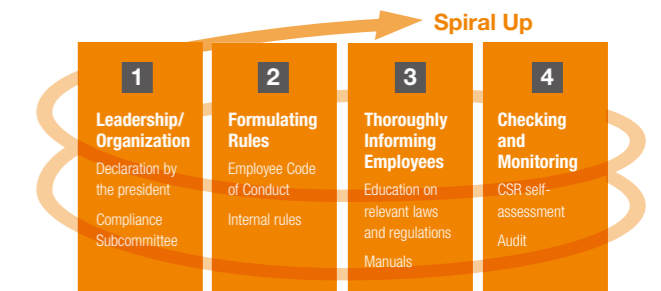 Spiral Up
1
Leadership/
Organization
Declaration by
the president
Compliance
Subcommittee
2
Formulating
Rules
Employee Code
of Conduct
Internal rules
3
Thoroughly
Informing
Employees
Education on
relevant laws
and regulations
Manuals
4
Checking
and
Monitoring
CSR self-
assessment
Audit